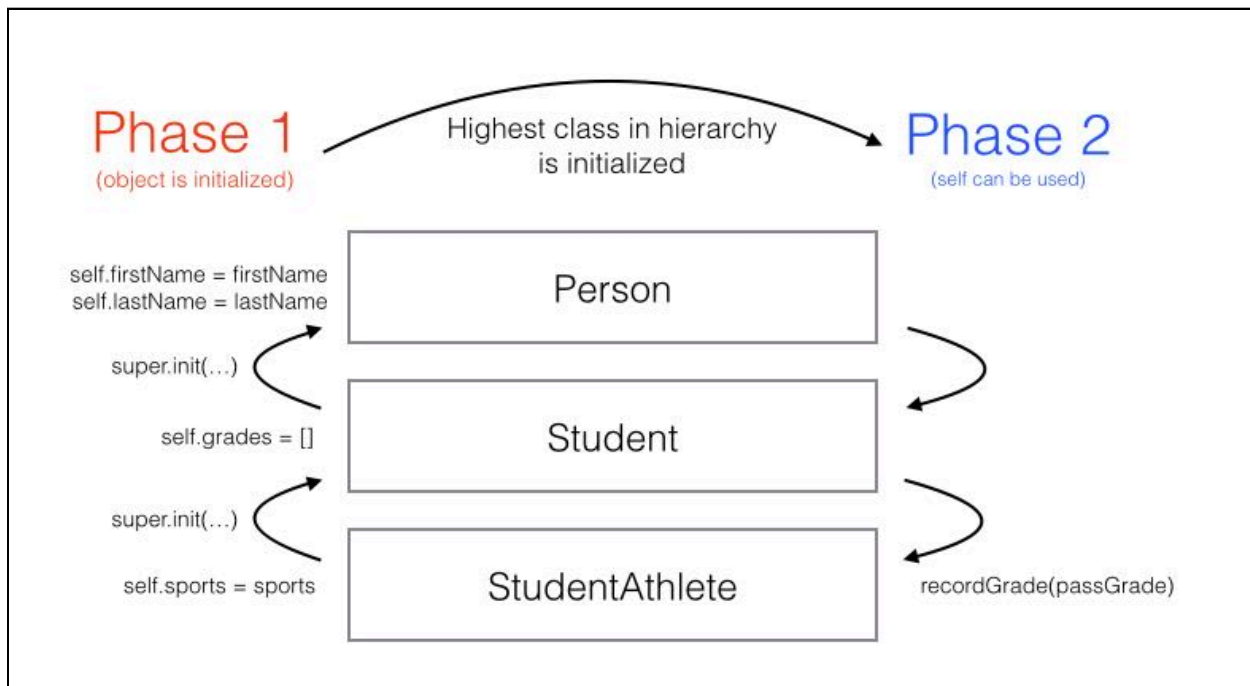 Phase 1
(object is initialized)
Highest class in hierarchy
is initialized
Phase 2
(self can be used)
self.firstName = firstName
self.lastName = lastName
Person
super.init(…)
self.grades = []
Student
super.init(…)
self.sports = sports
StudentAthlete
recordGrade(passGrade)